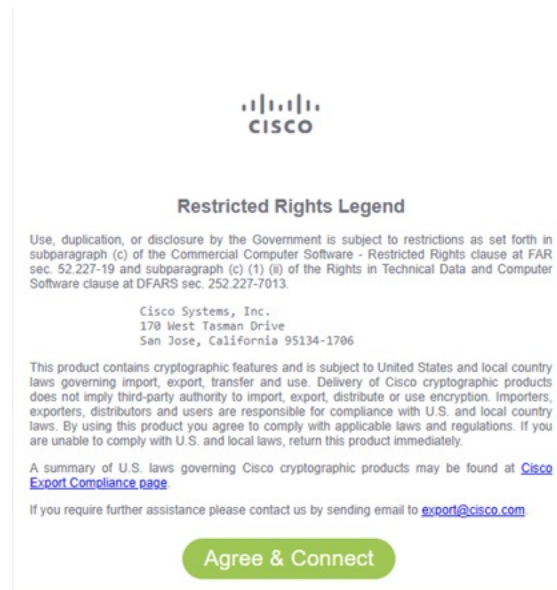 CISCO
Restricted Rights Legend
Use, duplication, or disclosure by the Government is subject to restrictions as set forth in
subparagraph (c) of the Commercial Computer Software - Restricted Rights clause at FAR
sec. 52.227-19 and subparagraph (c) (1) (ii) of the Rights in Technical Data and Computer
Software clause at DFARS sec. 252.227-7013.
Cisco Systems, Inc.
170 West Tasman Drive
San Jose, California 95134-1706
This product contains cryptographic features and is subject to United States and local country
laws governing import, export, transfer and use. Delivery of Cisco cryptographic products
does not imply third-party authority to import, export, distribute or use encryption. Importers,
exporters, distributors and users are responsible for compliance with U.S. and local country
laws. By using this product you agree to comply with applicable laws and regulations. If you
are unable to comply with U.S. and local laws, return this product immediately.
A summary of U.S. laws governing Cisco cryptographic products may be found at Cisco
Export Compliance page.
If you require further assistance please contact us by sending email to export@cisco.com.
Agree & Connect